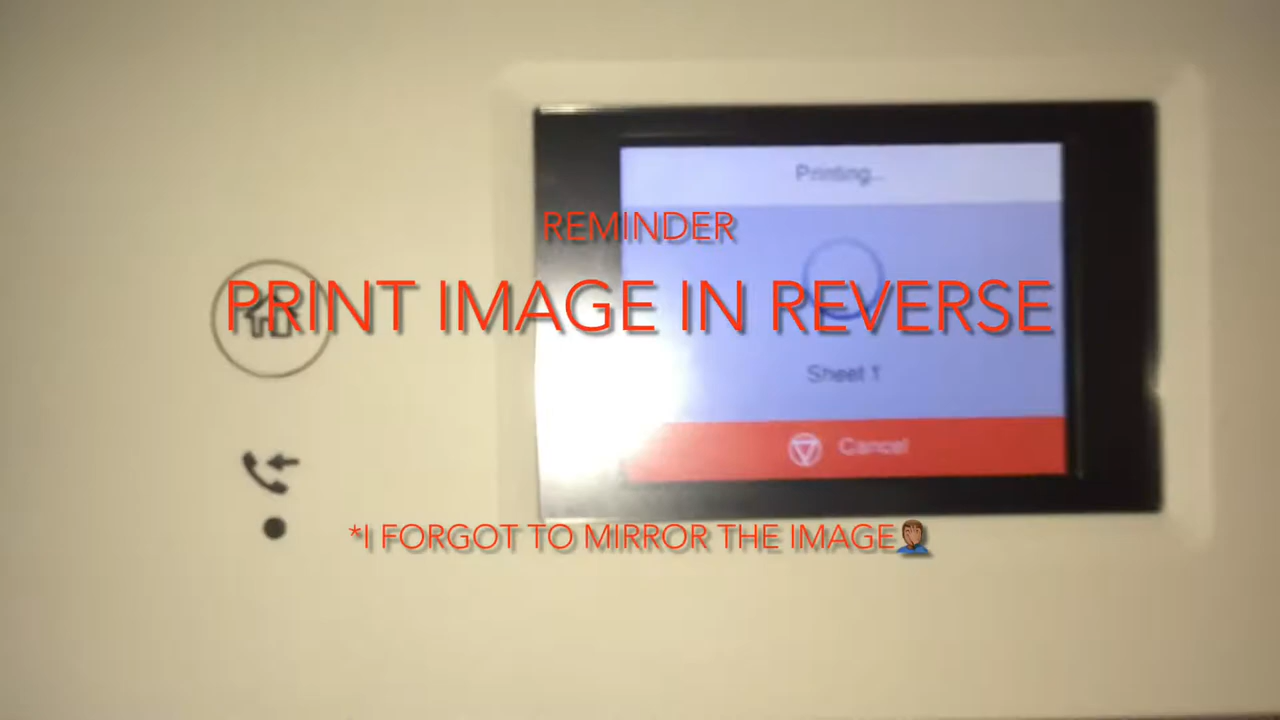 Printing...
REMINDER
PRINT IMAGE IN REVERSE
Sheet 1
Cancel
*I FORGOT TO MIRROR THE IMAGE🤦🏾‍♂️